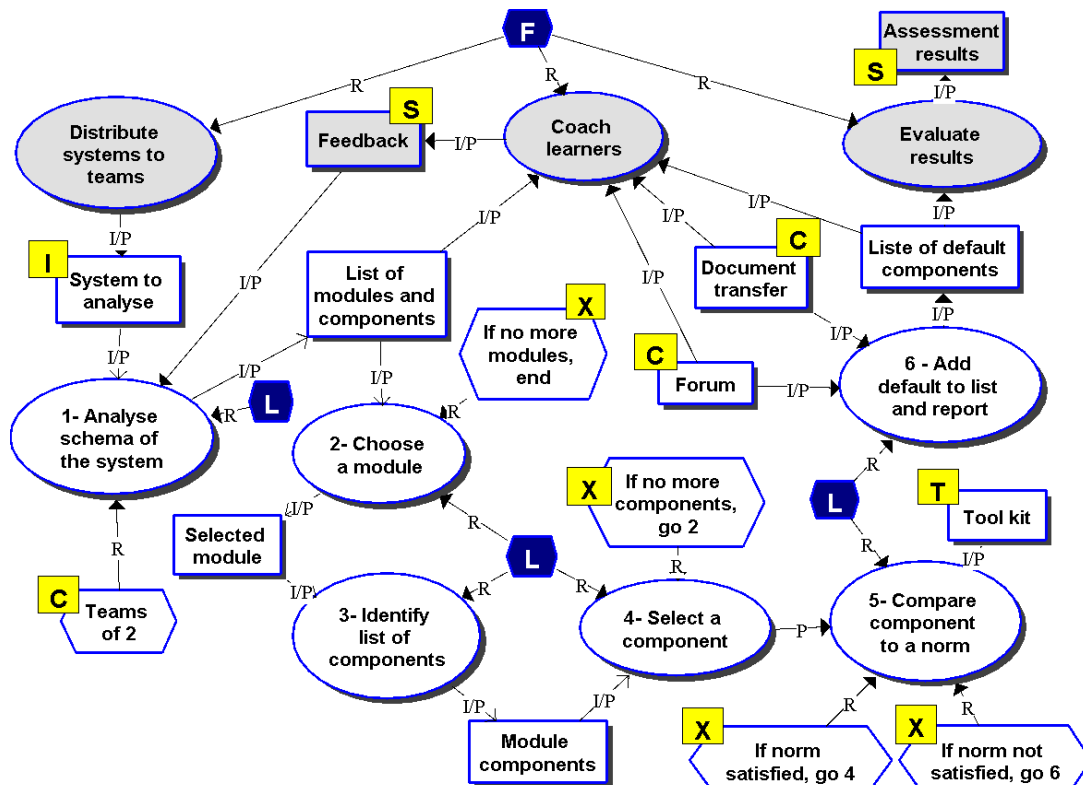 F
Assessment
results
S
R
R
R
I/P
S
Distribute
systems to
teams
Feedback
I/P
Coach
learners
Evaluate
results
I/P
I/P
I/P
I/P
I/P
I
System to
analyse
I/P
List of
modules and
components
C
Document
transfer
Liste of default
components
I/P
X
If no more
modules,
end
I/P
I/P
I/P
I/P
I/P
C
Forum
I/P
6 - Add
default to list
and report
L
R
R
1- Analyse
schema of
the system
2- Choose
a module
X
If no more
components,
go 2
R
L
T
Tool kit
I/P
Selected
module
R
R
I/P
R
L
R
R
I/P
C
Teams
of 2
R
3- Identify
list of
components
4- Select a
component
P
5- Compare
component
to a norm
I/P
I/P
R
R
Module
components
X
If norm
satisfied, go 4
X
If norm not
satisfied, go 6